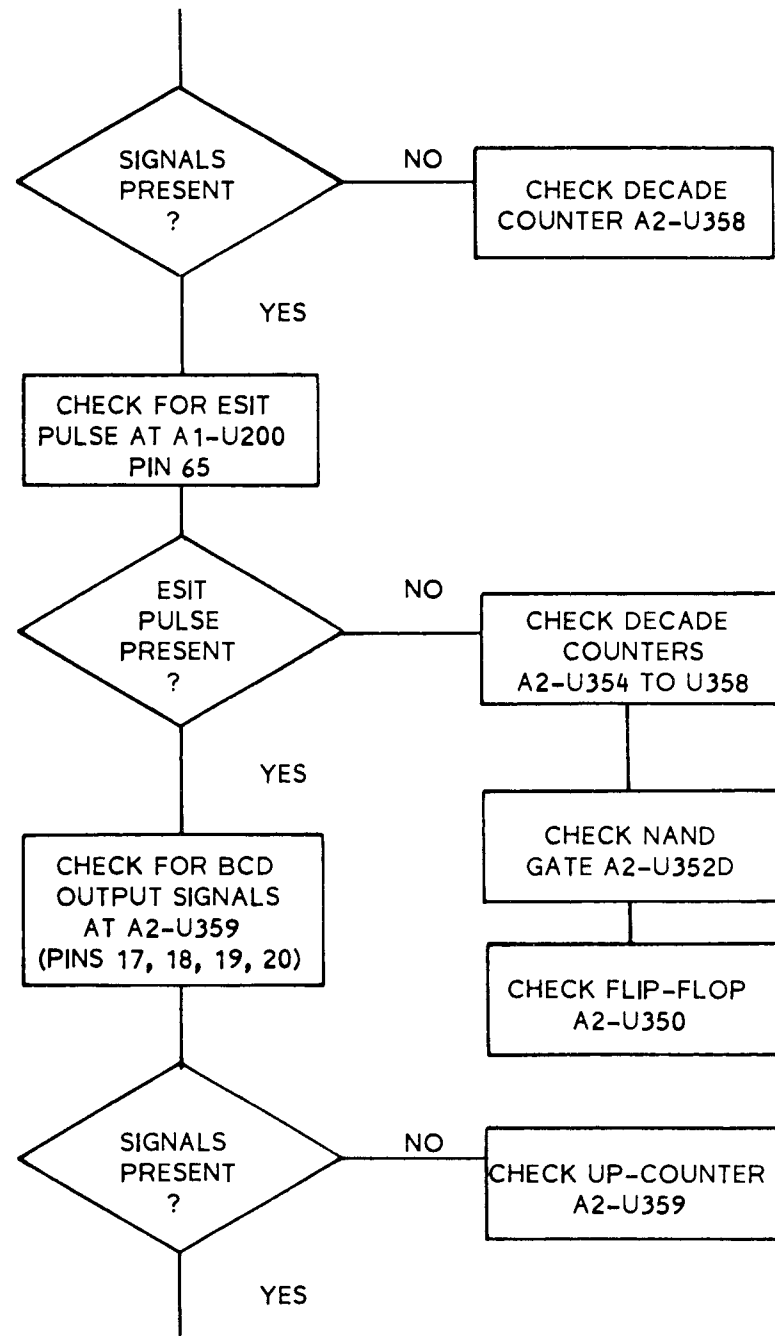 SIGNALS
PRESENT
?
NO
CHECK DECADE
COUNTER A2-U358
YES
CHECK FOR ESIT
PULSE AT A1-U200
PIN 65
ESIT
PULSE
PRESENT
?
NO
CHECK DECADE
COUNTERS
A2-U354 TO U358
YES
CHECK NAND
GATE A2-U352D
CHECK FOR BCD
OUTPUT SIGNALS
AT A2-U359
(PINS 17, 18, 19, 20)
CHECK FLIP-FLOP
A2-U350
SIGNALS
PRESENT
?
NO
CHECK UP-COUNTER
A2-U359
YES